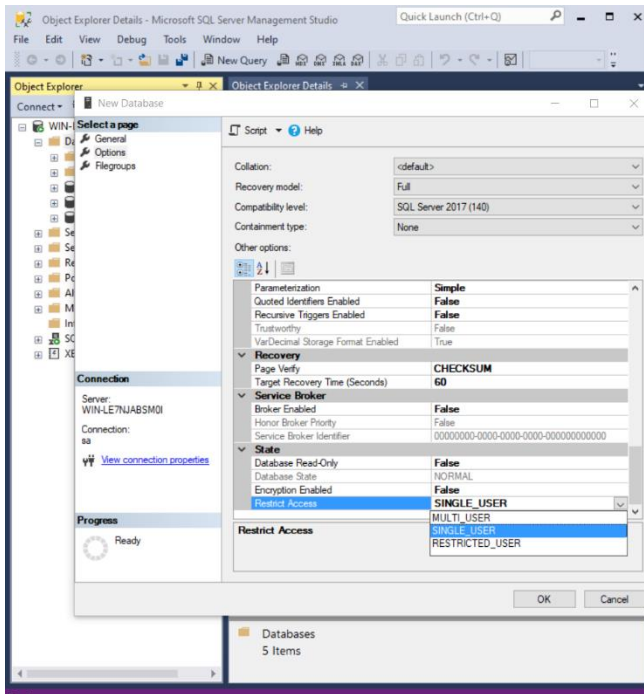 Object Explorer Details - Microsoft SQL Server Management Studio
Quick Launch (Ctrl+Q)
File Edit View Debug Tools Window Help
New Query
Object Explorer
Object Explorer Details
Connect
New Database
WIN-
Select a page
General
Options
Filegroups
Script Help
Collation: <default>
Recovery model: Full
Compatibility level: SQL Server 2017 (140)
Containment type: None
Other options:
Parameterization Simple
Quoted Identifiers Enabled False
Recursive Triggers Enabled False
Trustworthy False
VarDecimal Storage Format Enabled True
Recovery
Page Verify CHECKSUM
Target Recovery Time (Seconds) 60
Service Broker
Broker Enabled False
Honor Broker Priority False
Service Broker Identifier 00000000-0000-0000-0000-000000000000
State
Database Read-Only False
Database State NORMAL
Encryption Enabled False
Restrict Access SINGLE_USER
MULTI_USER
SINGLE_USER
RESTRICTED_USER
Restrict Access
Connection
Server:
WIN-LE7NJABSM0I
Connection:
sa
View connection properties
Progress
Ready
OK Cancel
Databases
5 Items